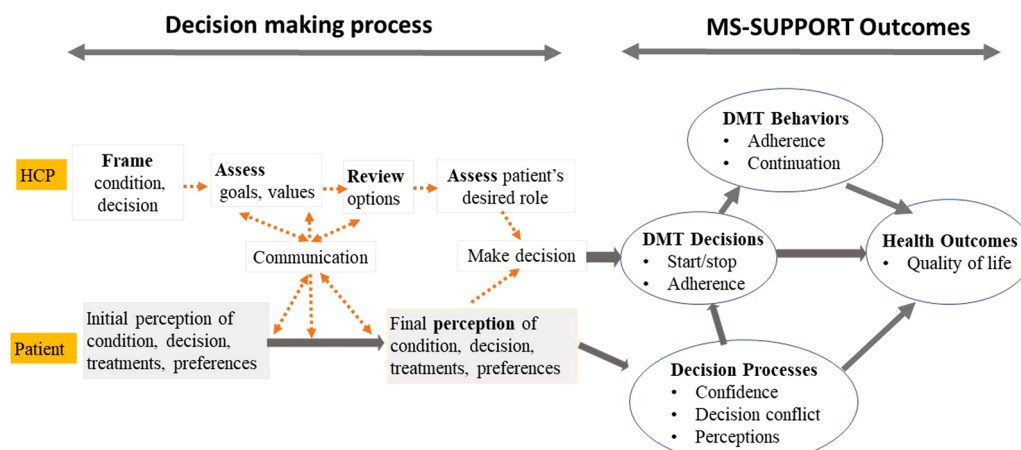 Decision making process
MS-SUPPORT Outcomes
HCP
Frame
condition,
decision
Assess
goals, values
Review
options
Assess patient's
desired role
Communication
Make decision
Patient
Initial perception of
condition, decision,
treatments, preferences
Final perception of
condition, decision,
treatments, preferences
DMT Behaviors
• Adherence
• Continuation
DMT Decisions
• Start/stop
• Adherence
Health Outcomes
• Quality of life
Decision Processes
• Confidence
• Decision conflict
• Perceptions